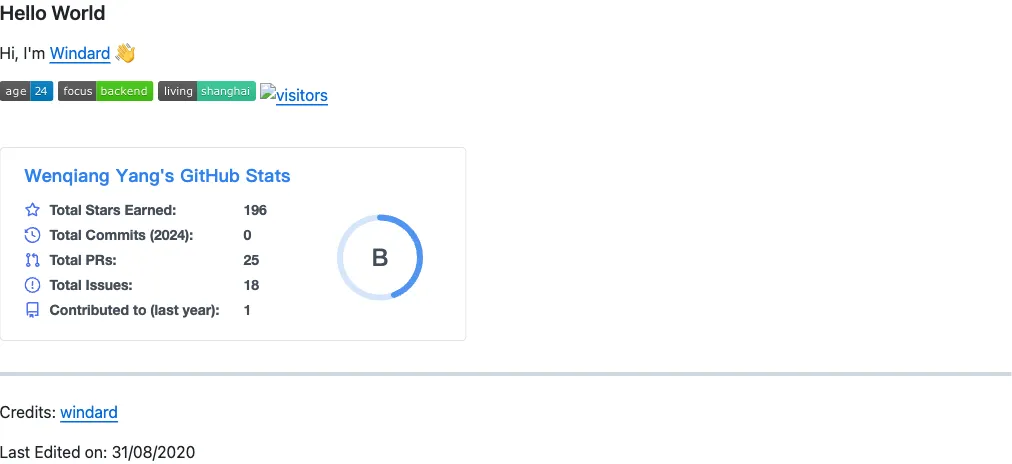 Hello World
Hi, I'm Windard 👋
age 24 focus backend living shanghai visitors
Wenqiang Yang's GitHub Stats
Total Stars Earned: 196
Total Commits (2024): 0
Total PRs: 25
Total Issues: 18
Contributed to (last year): 1
B
Credits: windard
Last Edited on: 31/08/2020